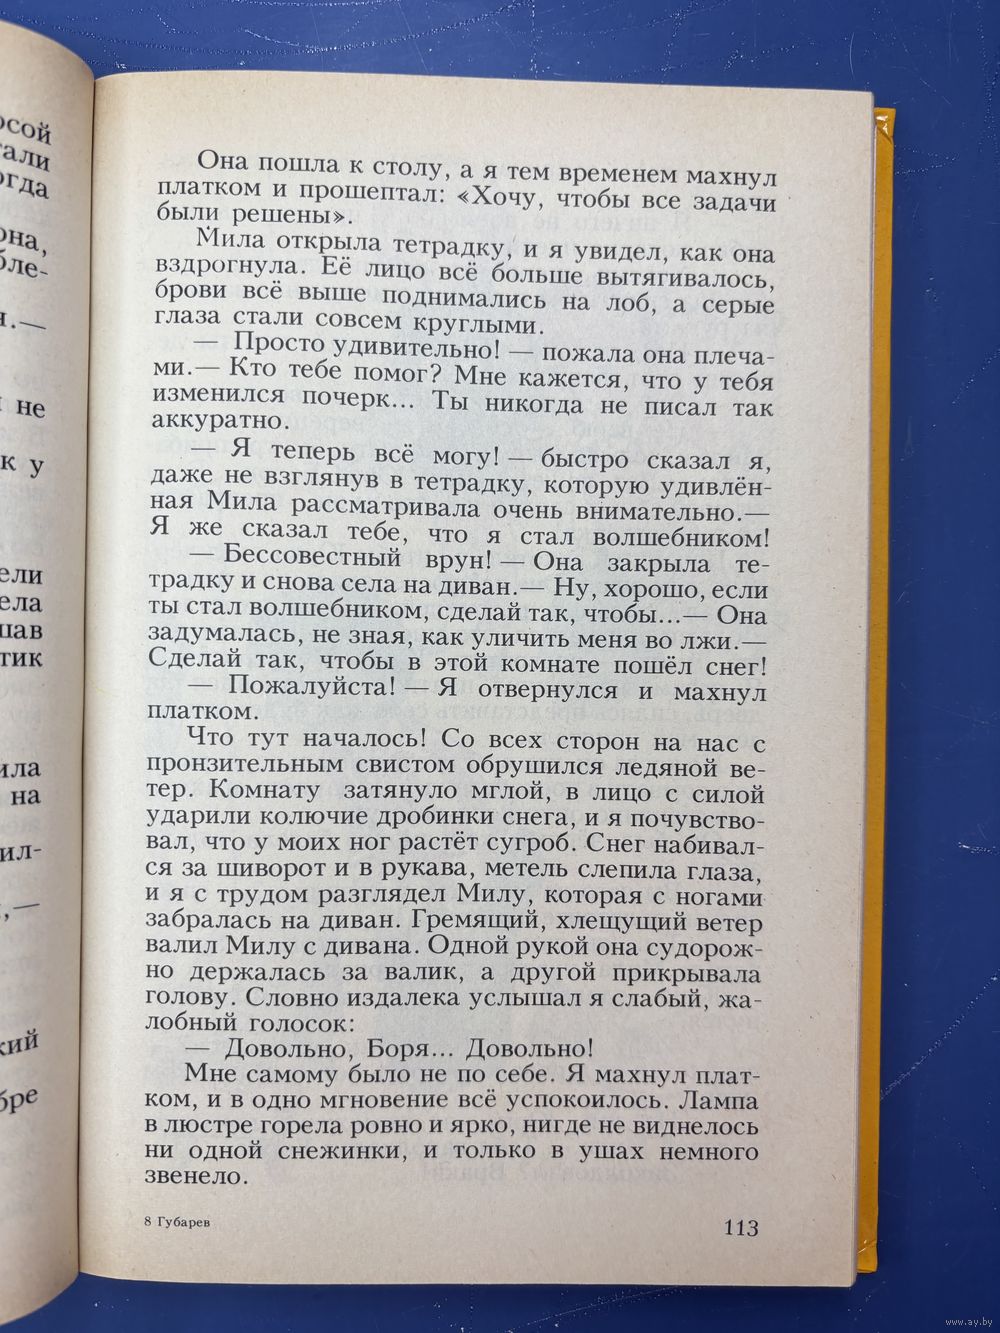 Она пошла к столу, а я тем временем махнул
платком и прошептал: «Хочу, чтобы все задачи
были решены».
Мила открыла тетрадку, и я увидел, как она
вздрогнула. Её лицо всё больше вытягивалось,
брови всё выше поднимались на лоб, а серые
глаза стали совсем круглыми.
— Просто удивительно! — пожала она плеча-
ми.— Кто тебе помог? Мне кажется, что у тебя
изменился почерк... Ты никогда не писал так
аккуратно.
— Я теперь всё могу! — быстро сказал я,
даже не взглянув в тетрадку, которую удивлён-
ная Мила рассматривала очень внимательно.—
Я же сказал тебе, что я стал волшебником!
— Бессовестный врун! — Она закрыла те-
традку и снова села на диван.— Ну, хорошо, если
ты стал волшебником, сделай так, чтобы...— Она
задумалась, не зная, как уличить меня во лжи.—
Сделай так, чтобы в этой комнате пошёл снег!
— Пожалуйста! — Я отвернулся и махнул
платком.
Что тут началось! Со всех сторон на нас с
пронзительным свистом обрушился ледяной ве-
тер. Комнату затянуло мглой, в лицо с силой
ударили колючие дробинки снега, и я почувство-
вал, что у моих ног растёт сугроб. Снег набивал-
ся за шиворот и в рукава, метель слепила глаза,
и я с трудом разглядел Милу, которая с ногами
забралась на диван. Гремящий, хлещущий ветер
валил Милу с дивана. Одной рукой она судорож-
но держалась за валик, а другой прикрывала
голову. Словно издалека услышал я слабый, жа-
лобный голосок:
— Довольно, Боря... Довольно!
Мне самому было не по себе. Я махнул плат-
ком, и в одно мгновение всё успокоилось. Лампа
в люстре горела ровно и ярко, нигде не виднелось
ни одной снежинки, и только в ушах немного
звенело.
8 Губарев
113
www.ay.by